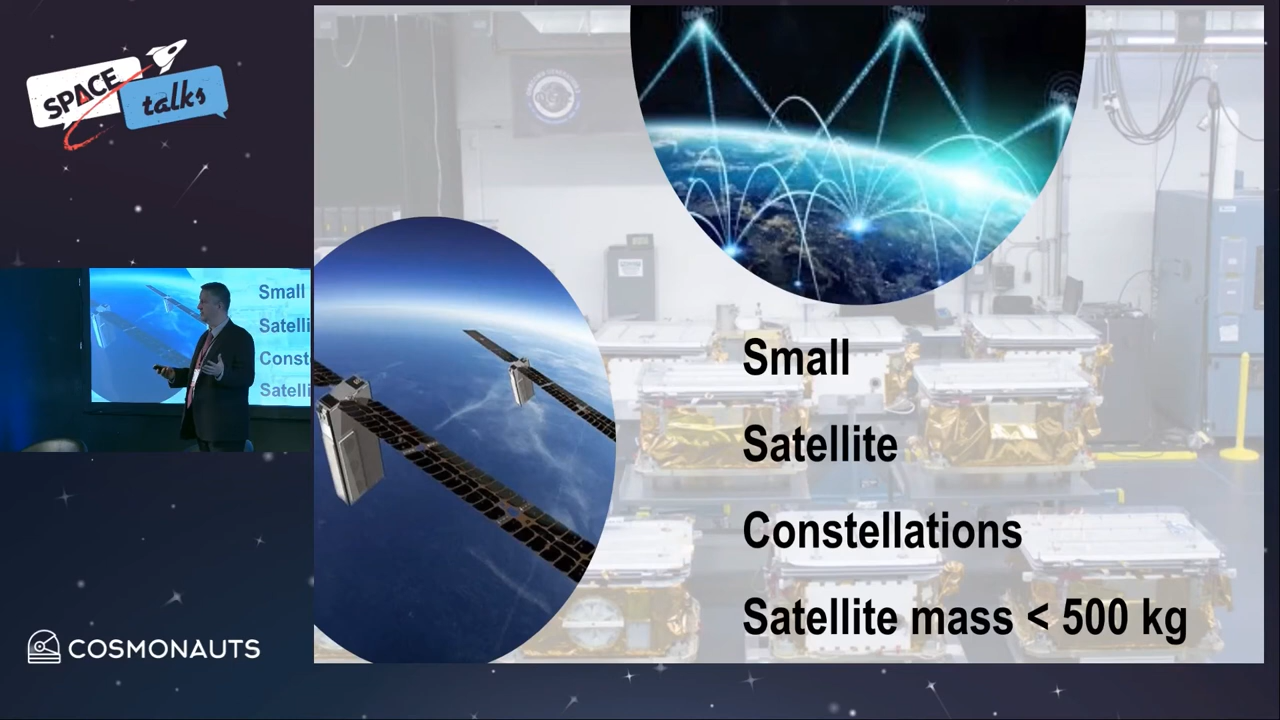 SPACE
talks
Small
Satelli
Const
Satelli
COSMONAUTS
Small
Satellite
Constellations
Satellite mass < 500 kg